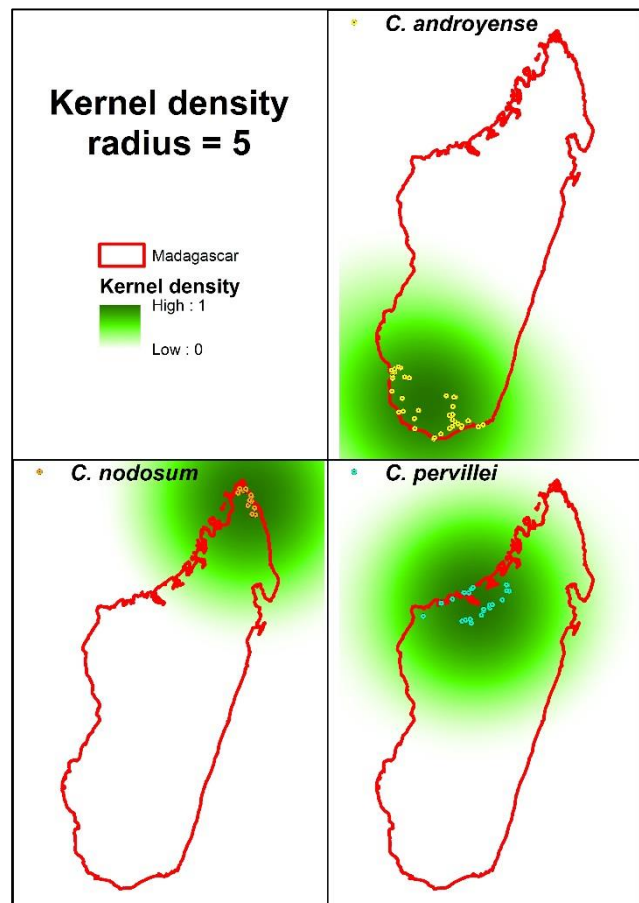 C. androyense
Kernel density
radius = 5
Madagascar
Kernel density
High : 1
Low : 0
C. nodosum
C. pervillei